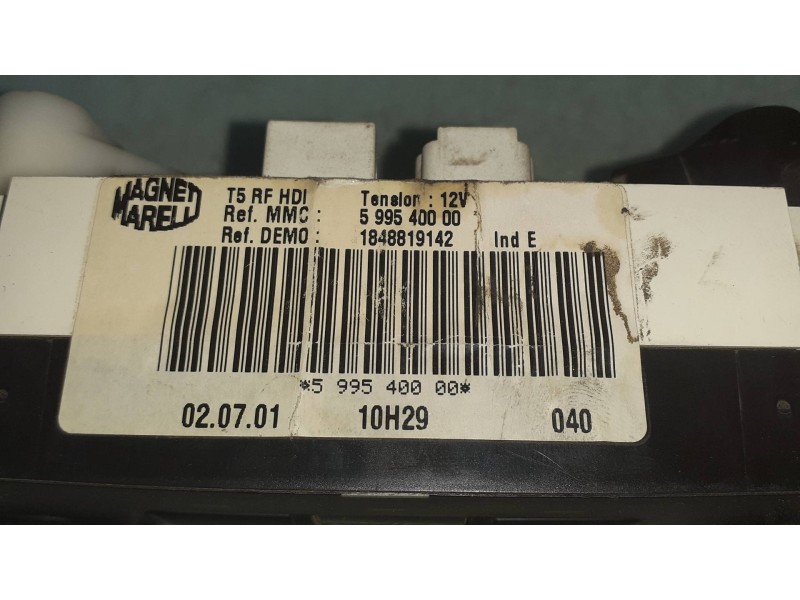 MAGNETI
MARELLI
T5 RF HDI Tension : 12V
Ref. MMC : 5 995 400 00
Ref. DEMO : 1848819142 Ind E
*5 995 400 00*
02.07.01 10H29 040